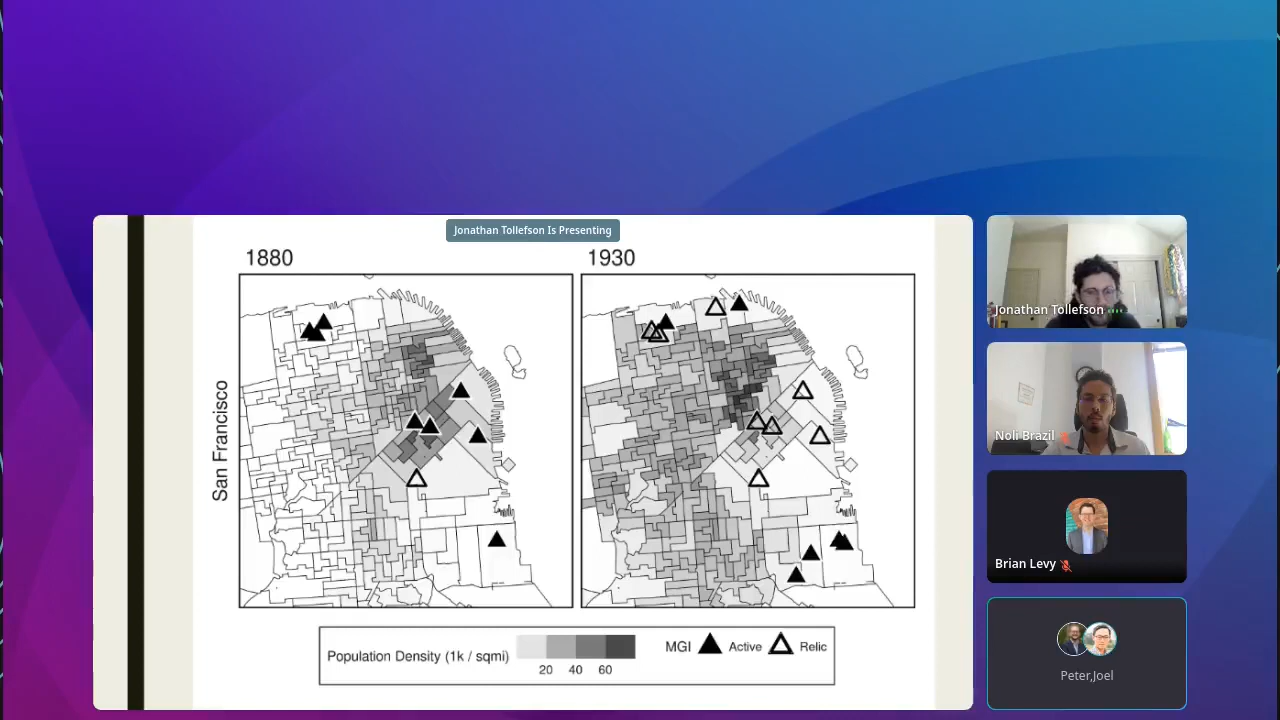 Jonathan Tollefson Is Presenting
1880
1930
San Francisco
Population Density (1k / sqmi)
20 40 60
MGI Active Relic
Jonathan Tollefson
Noli Brazil
Brian Levy
Peter,Joel